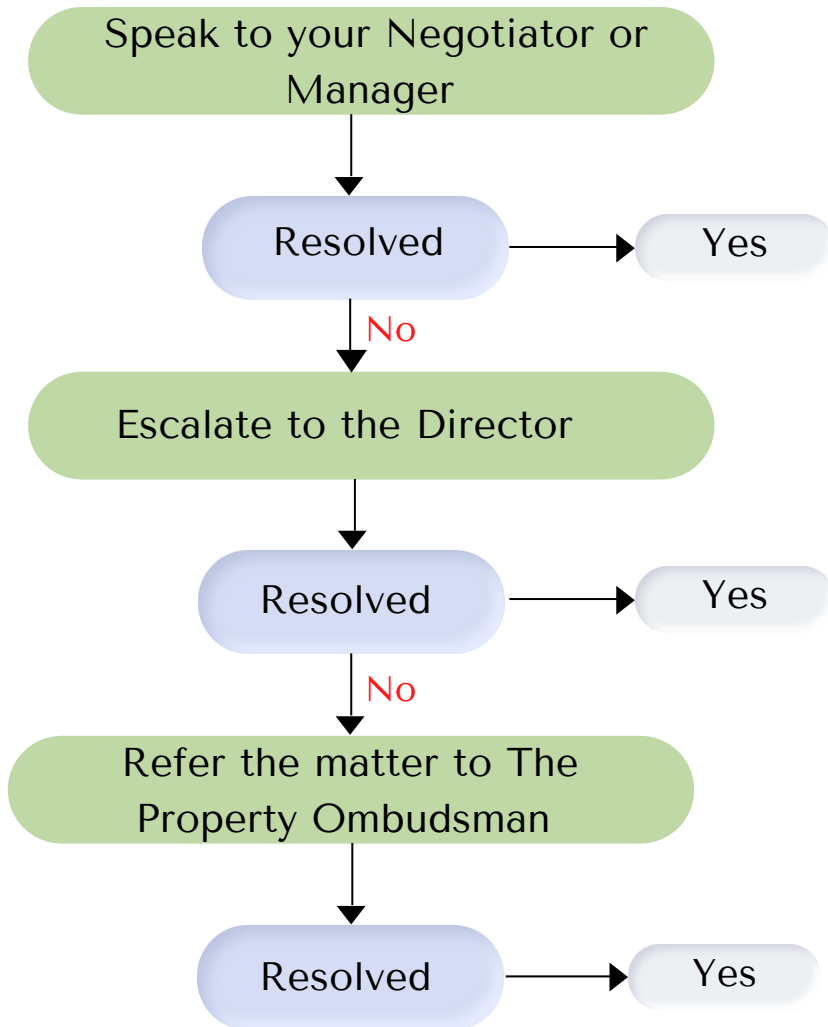 Speak to your Negotiator or
Manager
Resolved
Yes
No
Escalate to the Director
Resolved
Yes
No
Refer the matter to The
Property Ombudsman
Resolved
Yes